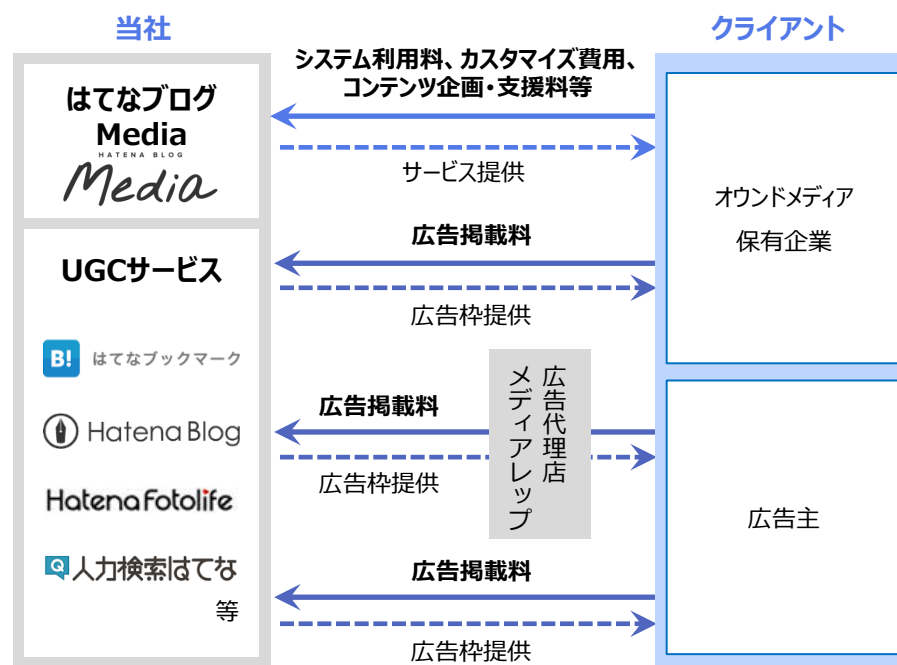 当社
クライアント
システム利用料、カスタマイズ費用、
コンテンツ企画・支援料等
はてなブログ
Media
HATENA BLOG
Media
サービス提供
オウンドメディア
保有企業
広告掲載料
UGCサービス
広告枠提供
B! はてなブックマーク
広告代理店
メディアレップ
広告掲載料
Hatena Blog
広告枠提供
Hatena Fotolife
広告主
Q 人力検索はてな
等
広告掲載料
広告枠提供